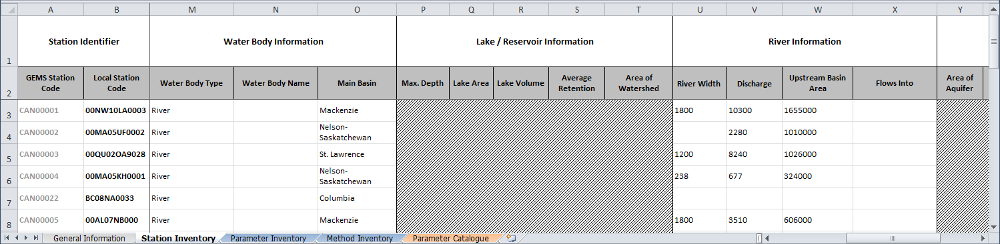 A B M N O P Q R S T U V W X Y
1 Station Identifier Water Body Information Lake / Reservoir Information River Information
2 GEMS Station Code Local Station Code Water Body Type Water Body Name Main Basin Max. Depth Lake Area Lake Volume Average Retention Area of Watershed River Width Discharge Upstream Basin Area Flows Into Area of Aquifer
3 CAN00001 00NW10LA0003 River Mackenzie 1800 10300 1655000
4 CAN00002 00MA05UF0002 River Nelson-Saskatchewan 2280 1010000
5 CAN00003 00QU02OA9028 River St. Lawrence 1200 8240 1026000
6 CAN00004 00MA05KH0001 River Nelson-Saskatchewan 238 677 324000
7 CAN00022 BC08NA0033 River Columbia
8 CAN00005 00AL07NB000 River Mackenzie 1800 3510 606000
General Information Station Inventory Parameter Inventory Method Inventory Parameter Catalogue